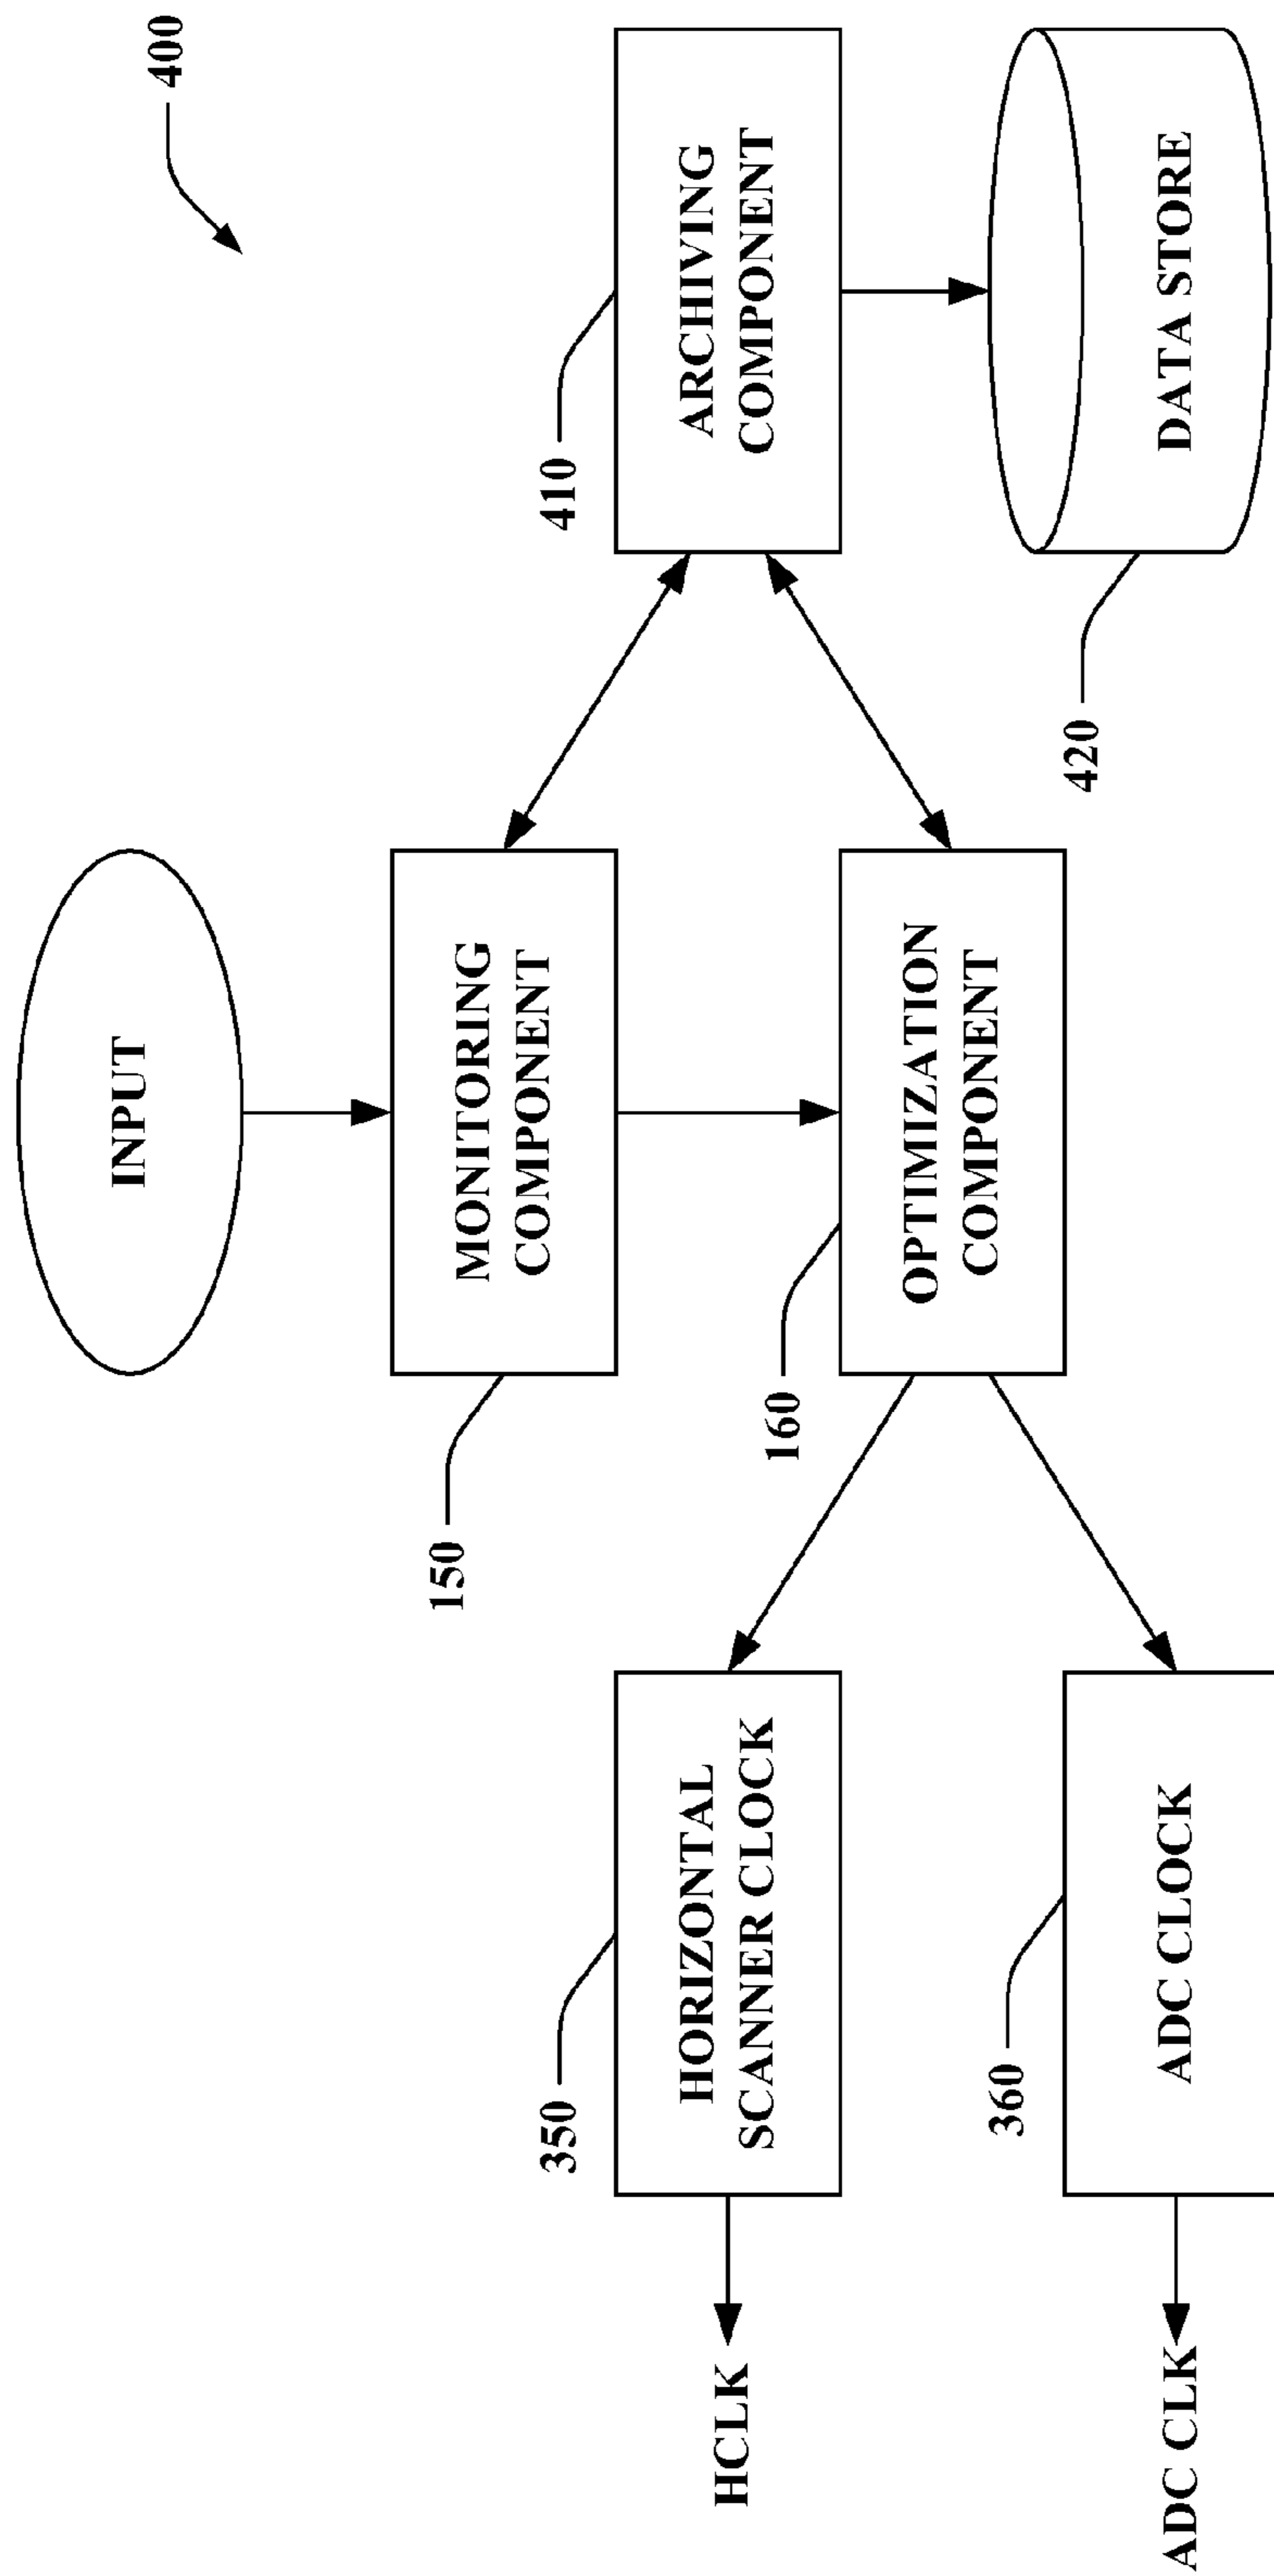 400
INPUT
MONITORING
COMPONENT
150
410
ARCHIVING
COMPONENT
350
HORIZONTAL
SCANNER CLOCK
HCLK
160
OPTIMIZATION
COMPONENT
420
DATA STORE
360
ADC CLOCK
ADC CLK